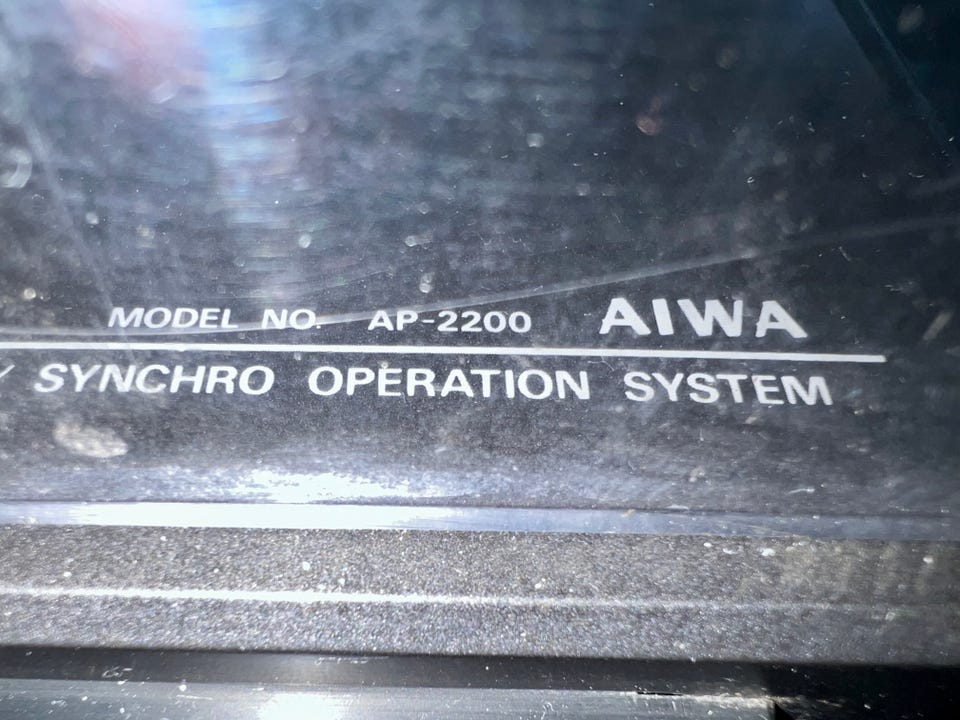 MODEL NO. AP-2200 AIWA
SYNCHRO OPERATION SYSTEM